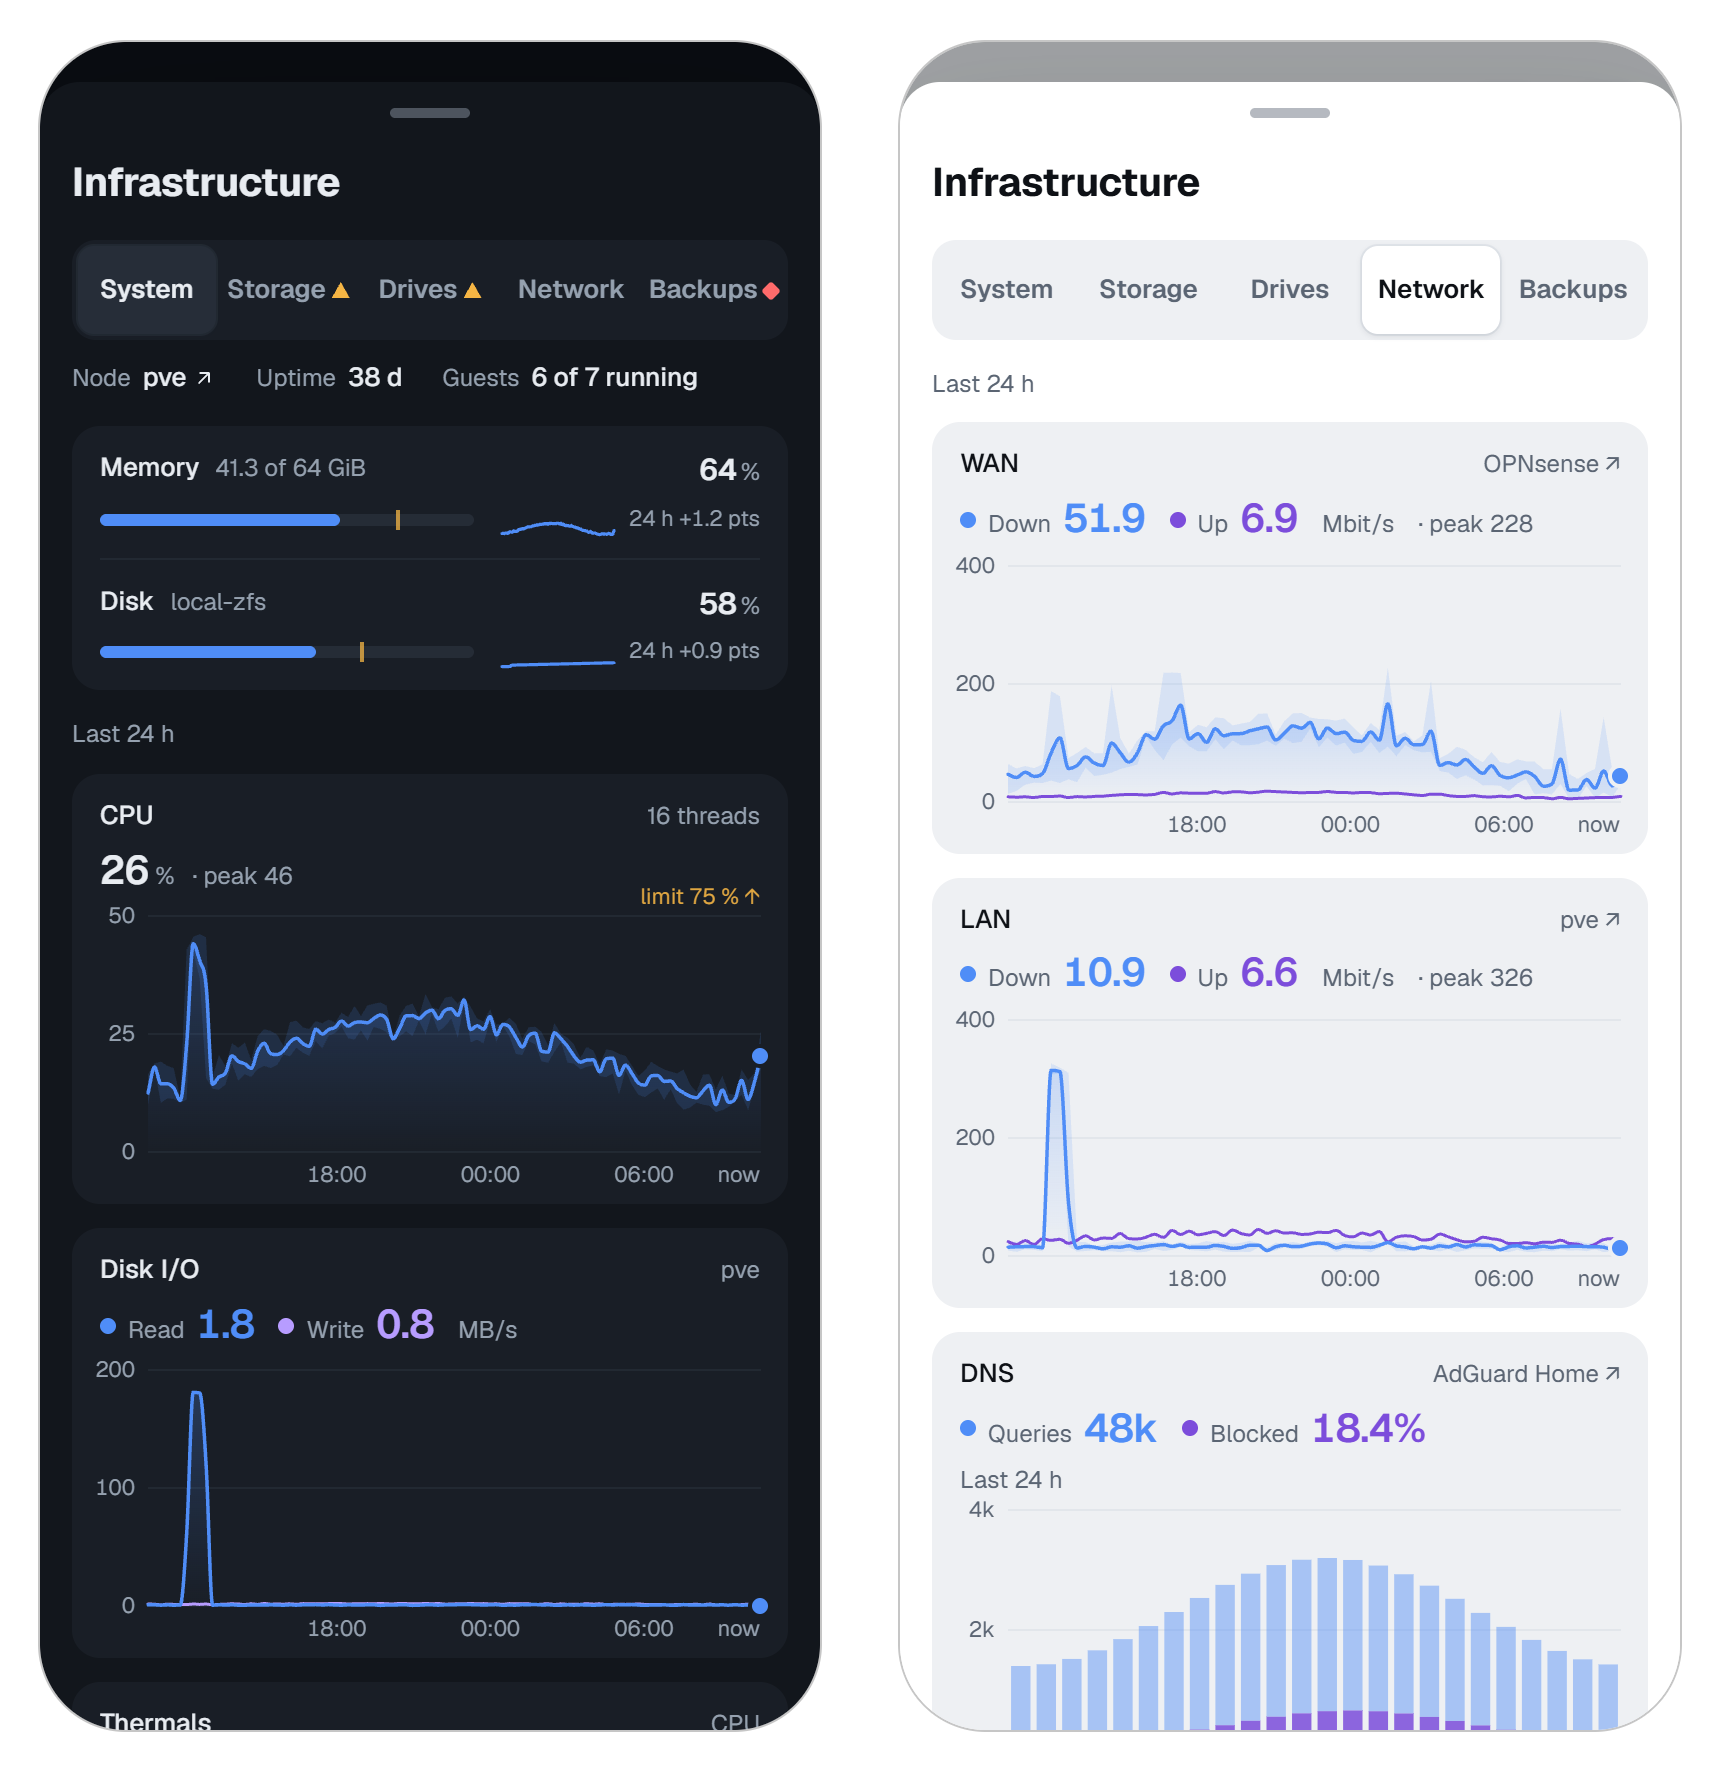 Infrastructure
System Storage Drives Network Backups
Node pve ↗ Uptime 38 d Guests 6 of 7 running
Memory 41.3 of 64 GiB 64 %
24 h +1.2 pts
Disk local-zfs 58 %
24 h +0.9 pts
Last 24 h
CPU 16 threads
26 % · peak 46
limit 75 % ↑
50
25
0
18:00 00:00 06:00 now
Disk I/O pve
Read 1.8 Write 0.8 MB/s
200
100
0
18:00 00:00 06:00 now
Thermals CPU
Infrastructure
System Storage Drives Network Backups
Last 24 h
WAN OPNsense ↗
Down 51.9 Up 6.9 Mbit/s · peak 228
400
200
0
18:00 00:00 06:00 now
LAN pve ↗
Down 10.9 Up 6.6 Mbit/s · peak 326
400
200
0
18:00 00:00 06:00 now
DNS AdGuard Home ↗
Queries 48k Blocked 18.4%
Last 24 h
4k
2k